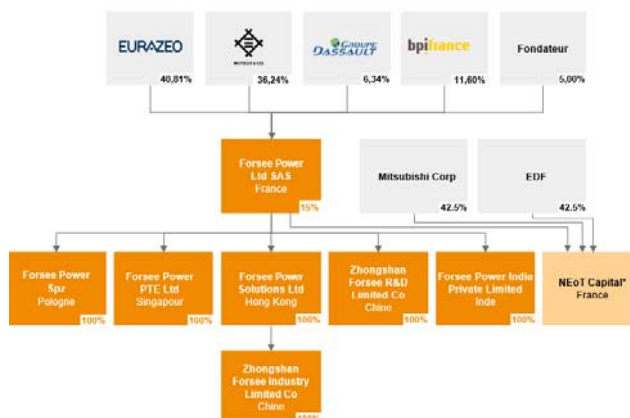 EURAZEO
MITSUI & CO
Groupe
DASSAULT
bpifrance
Fondateur
40,81%
36,24%
6,34%
11,60%
5,00%
Forsee Power
Ltd SAS
France
15%
Mitsubishi Corp
42.5%
EDF
42.5%
Forsee Power
Spz
Pologne
100%
Forsee Power
PTE Ltd
Singapour
100%
Forsee Power
Solutions Ltd
Hong Kong
100%
Zhongshan
Forsee R&D
Limited Co
Chine
100%
Forsee Power India
Private Limited
Inde
100%
NEoT Capital*
France
Zhongshan
Forsee Industry
Limited Co
Chine
100%